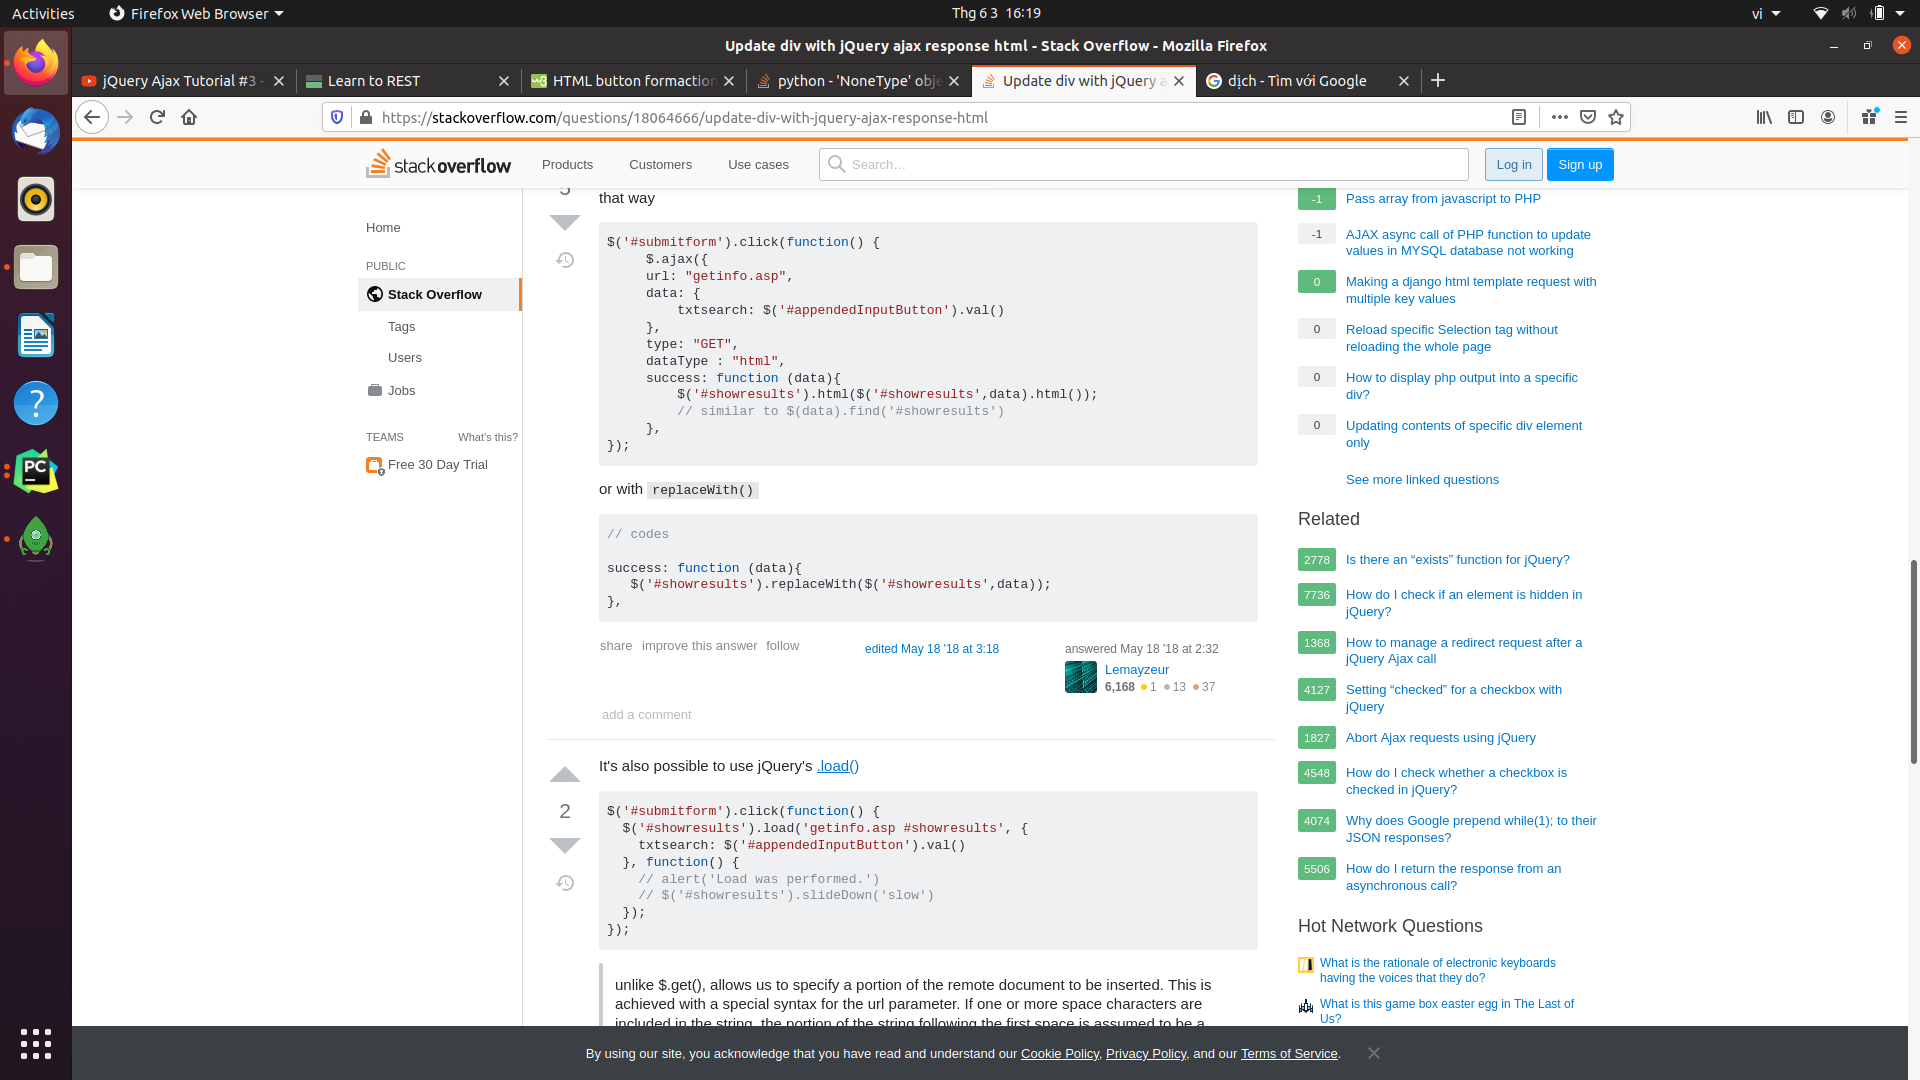 Activities
Firefox Web Browser
Thg 6 3 16:19
vi
Update div with jQuery ajax response html - Stack Overflow - Mozilla Firefox
jQuery Ajax Tutorial #3 -
Learn to REST
HTML button formaction
python - 'NoneType' obje
Update div with jQuery a
dịch - Tìm với Google
https://stackoverflow.com/questions/18064666/update-div-with-jquery-ajax-response-html
stackoverflow
Products
Customers
Use cases
Search…
Log in
Sign up
Home
PUBLIC
Stack Overflow
Tags
Users
Jobs
TEAMS
What's this?
Free 30 Day Trial
that way
$('#submitform').click(function() {
$.ajax({
url: "getinfo.asp",
data: {
txtsearch: $('#appendedInputButton').val()
},
type: "GET",
dataType : "html",
success: function (data){
$('#showresults').html($('#showresults',data).html());
// similar to $(data).find('#showresults')
},
});
or with replaceWith()
// codes
success: function (data){
$('#showresults').replaceWith($('#showresults',data));
},
share improve this answer follow
edited May 18 '18 at 3:18
answered May 18 '18 at 2:32
Lemayzeur
6,168 1 13 37
add a comment
It's also possible to use jQuery's .load()
2
$('#submitform').click(function() {
$('#showresults').load('getinfo.asp #showresults', {
txtsearch: $('#appendedInputButton').val()
}, function() {
// alert('Load was performed.')
// $('#showresults').slideDown('slow')
});
});
unlike $.get(), allows us to specify a portion of the remote document to be inserted. This is
achieved with a special syntax for the url parameter. If one or more space characters are
included in the string, the portion of the string following the first space is assumed to be a
-1 Pass array from javascript to PHP
-1 AJAX async call of PHP function to update
values in MYSQL database not working
0 Making a django html template request with
multiple key values
0 Reload specific Selection tag without
reloading the whole page
0 How to display php output into a specific
div?
0 Updating contents of specific div element
only
See more linked questions
Related
2778 Is there an “exists” function for jQuery?
7736 How do I check if an element is hidden in
jQuery?
1368 How to manage a redirect request after a
jQuery Ajax call
4127 Setting “checked” for a checkbox with
jQuery
1827 Abort Ajax requests using jQuery
4548 How do I check whether a checkbox is
checked in jQuery?
4074 Why does Google prepend while(1); to their
JSON responses?
5506 How do I return the response from an
asynchronous call?
Hot Network Questions
What is the rationale of electronic keyboards
having the voices that they do?
What is this game box easter egg in The Last of
Us?
By using our site, you acknowledge that you have read and understand our Cookie Policy, Privacy Policy, and our Terms of Service.
PC